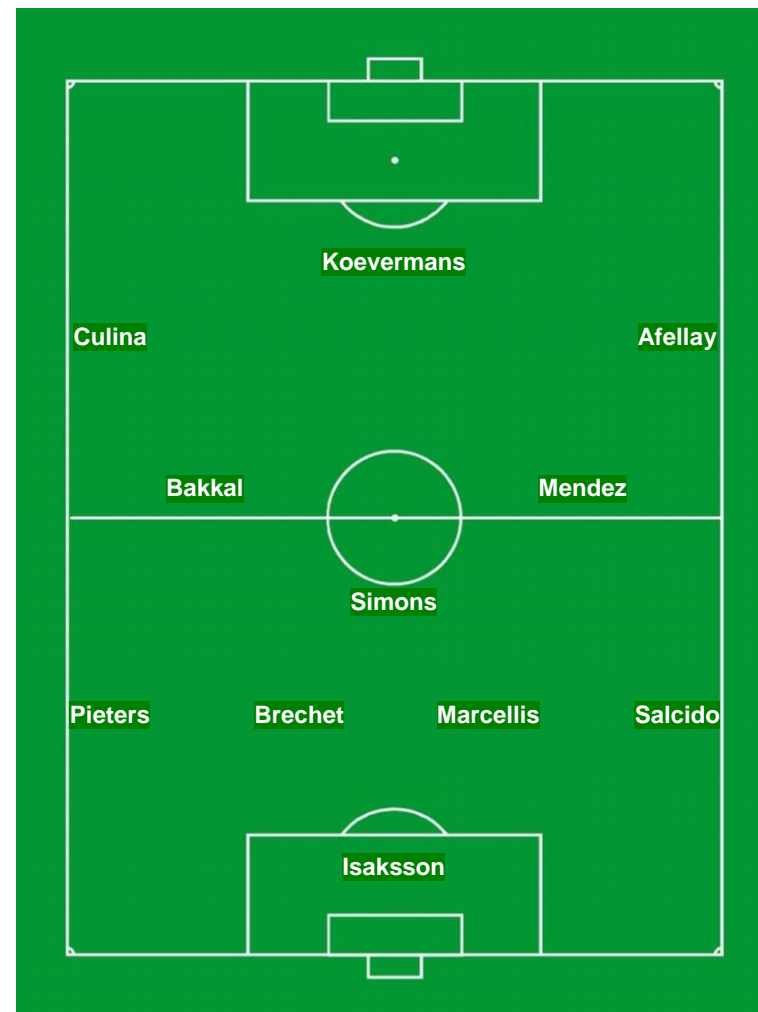 Koevermans
Culina Afellay
Bakkal Mendez
Simons
Pieters Brechet Marcellis Salcido
Isaksson